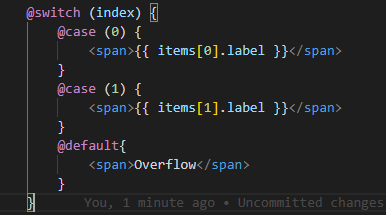 @switch (index) {
@case (0) {
<span>{{ items[0].label }}</span>
}
@case (1) {
<span>{{ items[1].label }}</span>
}
@default{
<span>Overflow</span>
}
} You, 1 minute ago • Uncommitted changes